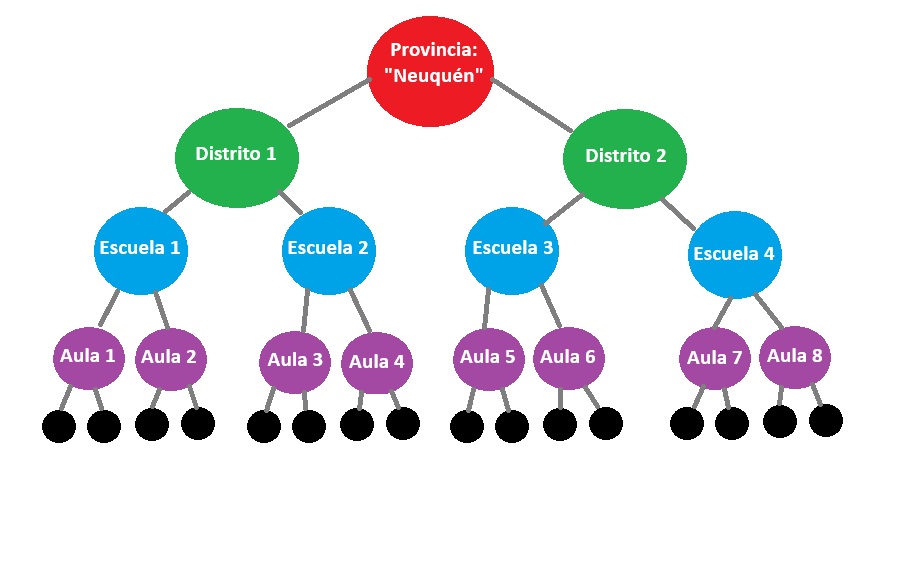 Provincia:
"Neuquén"
Distrito 1
Distrito 2
Escuela 1
Escuela 2
Escuela 3
Escuela 4
Aula 1
Aula 2
Aula 3
Aula 4
Aula 5
Aula 6
Aula 7
Aula 8